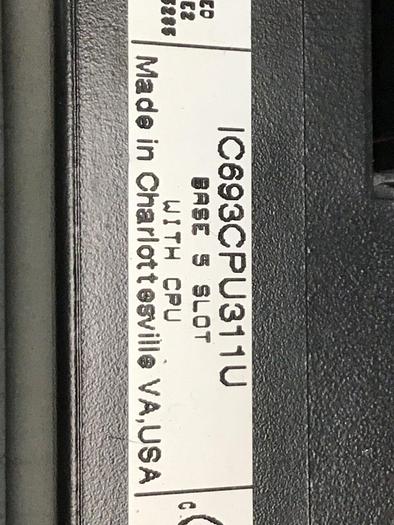 IC693CPU311U
BASE 5 SLOT
WITH CPU
Made in Charlottesville VA,USA